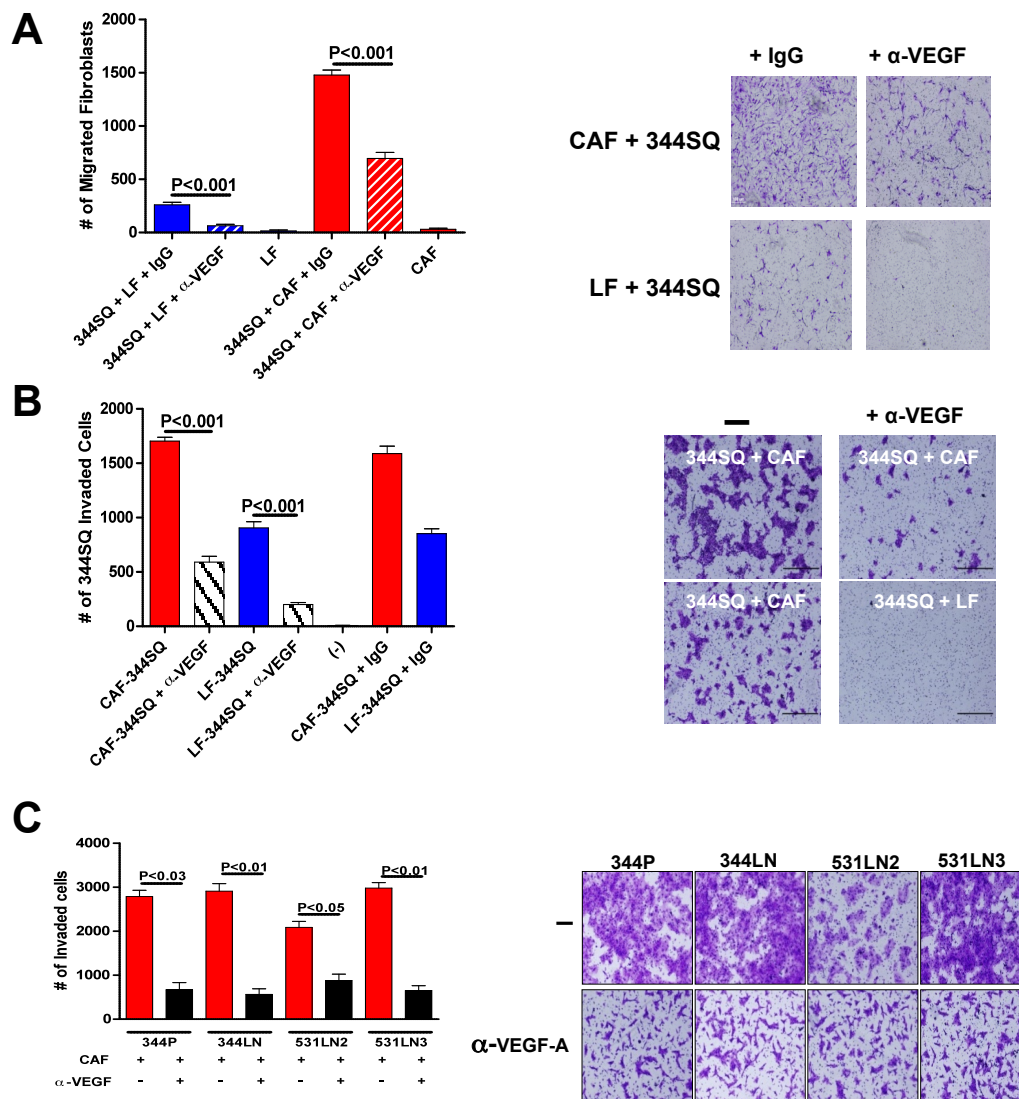 A
# of Migrated Fibroblasts
2000
1500
1000
500
0
P<0.001
P<0.001
344SQ + LF + IgG
344SQ + LF + α-VEGF
LF
344SQ + CAF + IgG
344SQ + CAF + α-VEGF
CAF
+ IgG
+ α-VEGF
CAF + 344SQ
LF + 344SQ
B
# of 344SQ Invaded Cells
2000
1500
1000
500
0
P<0.001
P<0.001
CAF-344SQ
CAF-344SQ + α-VEGF
LF-344SQ
LF-344SQ + α-VEGF
(-)
CAF-344SQ + IgG
LF-344SQ + IgG
–
+ α-VEGF
344SQ + CAF
344SQ + CAF
344SQ + CAF
344SQ + LF
C
# of Invaded cells
4000
3000
2000
1000
0
P<0.03
P<0.01
P<0.05
P<0.01
344P
344LN
531LN2
531LN3
CAF + + + + + + + +
α-VEGF - + - + - + - +
344P
344LN
531LN2
531LN3
–
α-VEGF-A